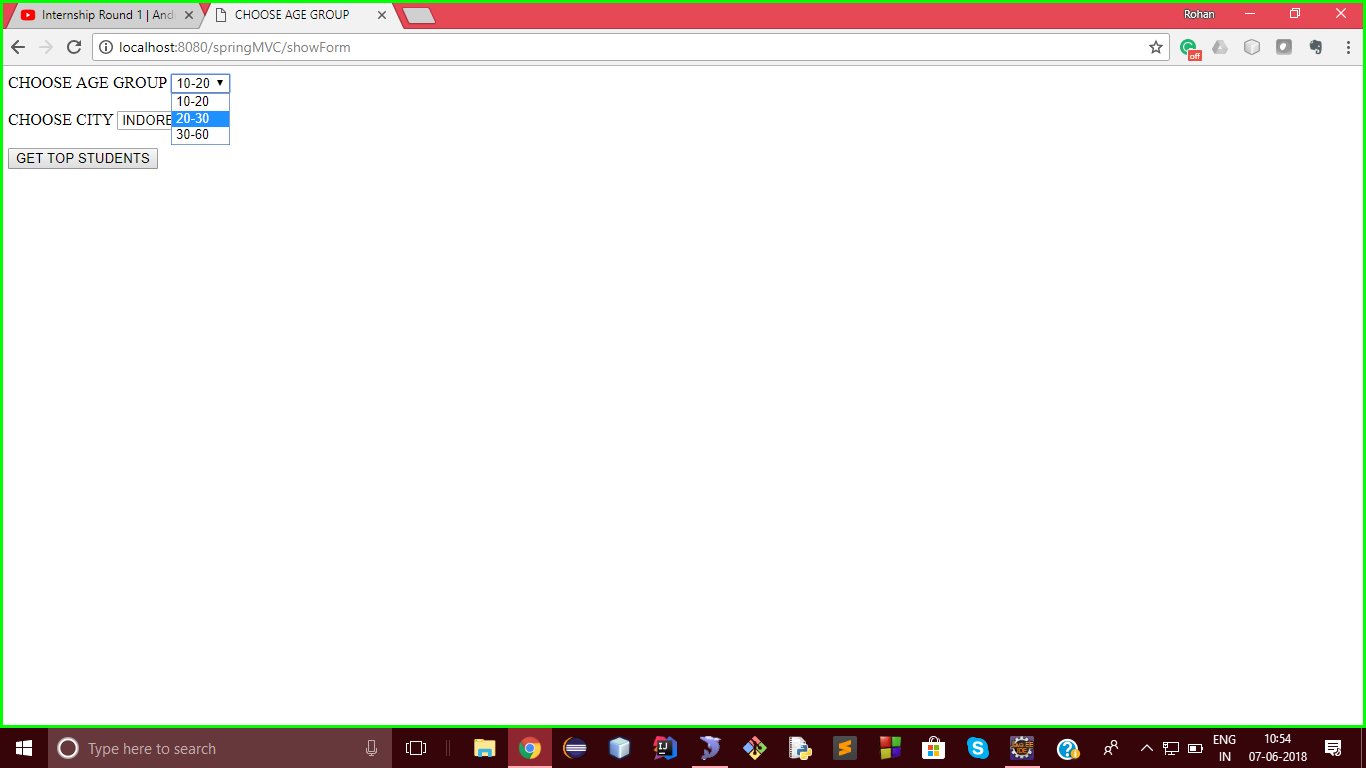 Internship Round 1 | And
CHOOSE AGE GROUP
Rohan
localhost:8080/springMVC/showForm
off
CHOOSE AGE GROUP 10-20
10-20
20-30
30-60
CHOOSE CITY INDORE
GET TOP STUDENTS
Type here to search
ENG
IN
10:54
07-06-2018